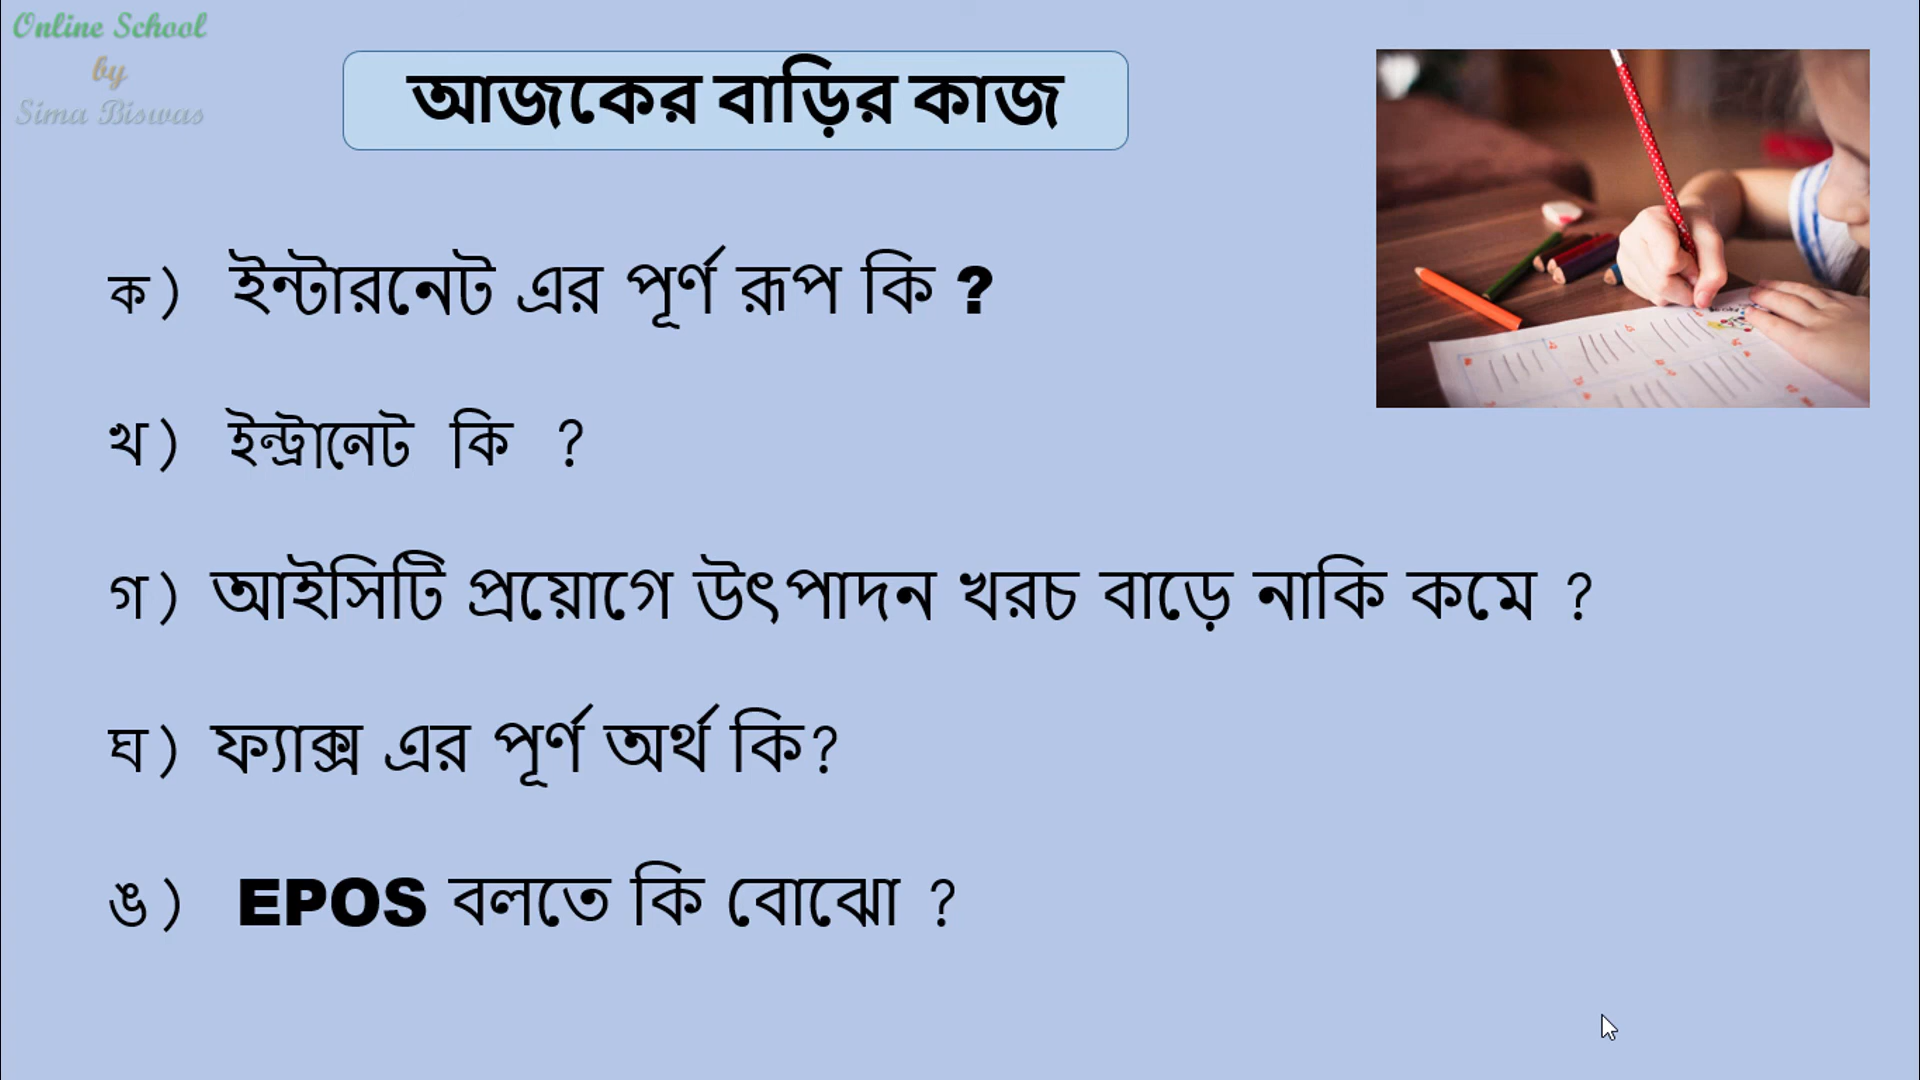 Online School
by
Sima Biswas
আজকের বাড়ির কাজ
ক) ইন্টারনেট এর পূর্ণ রূপ কি ?
খ) ইন্ট্রানেট কি ?
গ) আইসিটি প্রয়োগে উৎপাদন খরচ বাড়ে নাকি কমে ?
ঘ) ফ্যাক্স এর পূর্ণ অর্থ কি?
ঙ) EPOS বলতে কি বোঝো ?